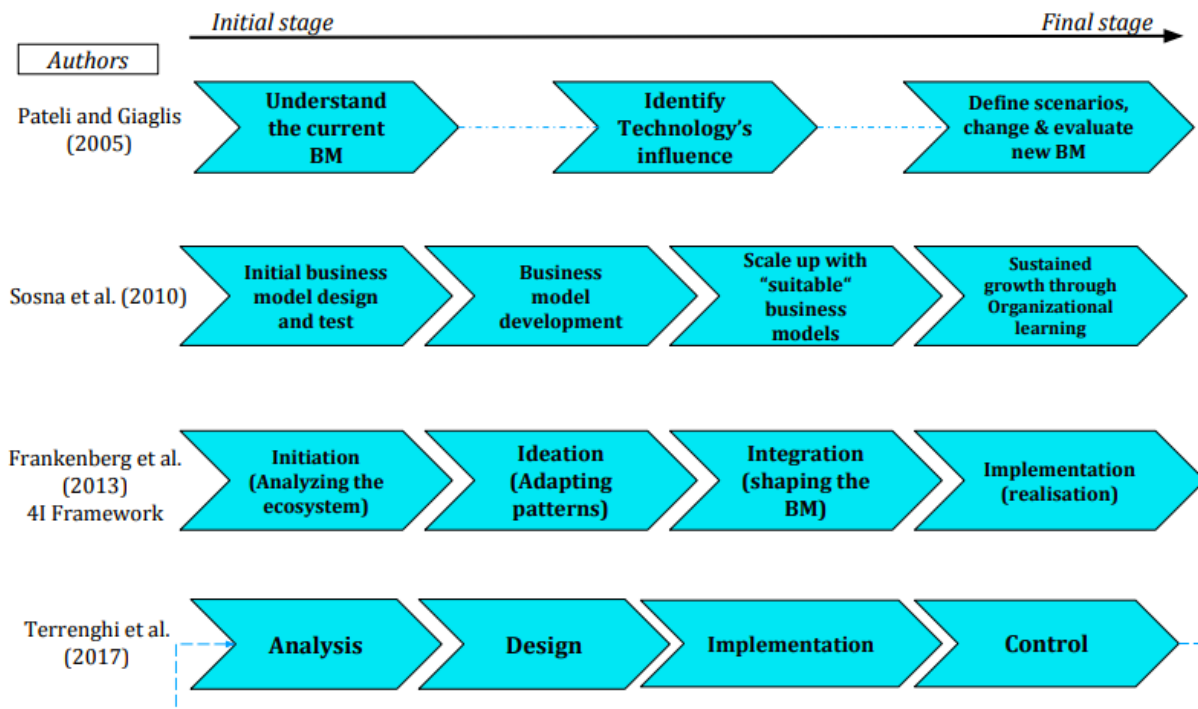 Initial stage
Final stage
Authors
Pateli and Giaglis
(2005)
Understand
the current
BM
Identify
Technology's
influence
Define scenarios,
change & evaluate
new BM
Sosna et al. (2010)
Initial business
model design
and test
Business
model
development
Scale up with
"suitable"
business
models
Sustained
growth through
Organizational
learning
Frankenberg et al.
(2013)
4I Framework
Initiation
(Analyzing the
ecosystem)
Ideation
(Adapting
patterns)
Integration
(shaping the
BM)
Implementation
(realisation)
Terrenghi et al.
(2017)
Analysis
Design
Implementation
Control